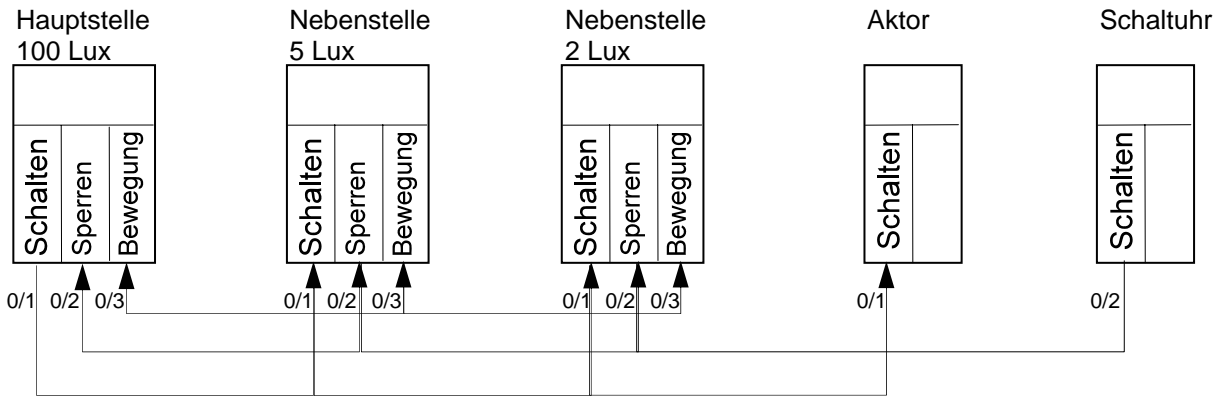 Hauptstelle
100 Lux
Nebenstelle
5 Lux
Nebenstelle
2 Lux
Aktor
Schaltuhr
Schalten
Sperren
Bewegung
Schalten
Sperren
Bewegung
Schalten
Sperren
Bewegung
Schalten
Schalten
0/1 0/2 0/3 0/1 0/2 0/3 0/1 0/2 0/3 0/1 0/2